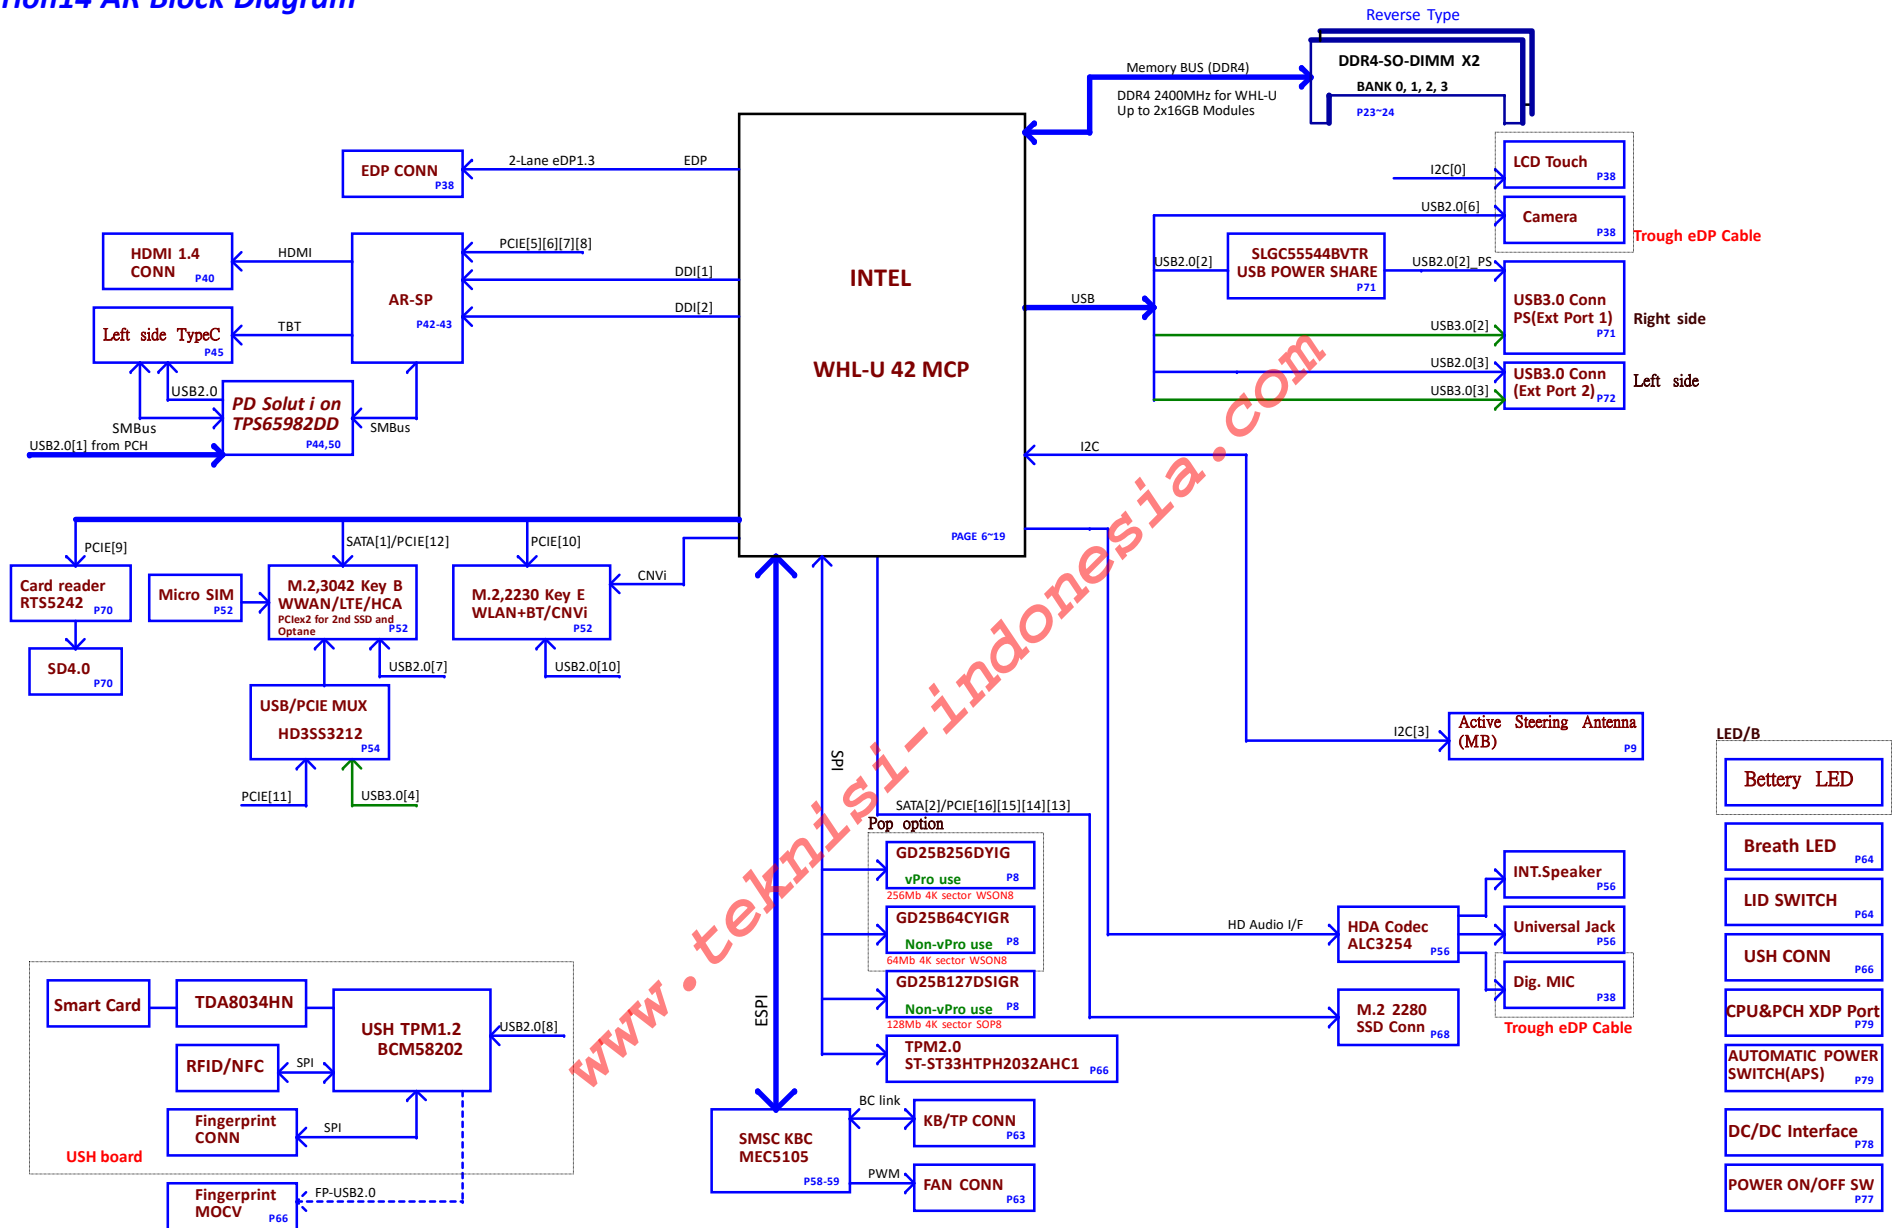 AR Block Diagram
Reverse Type
DDR4-SO-DIMM X2
BANK 0, 1, 2, 3
P23~24
Memory BUS (DDR4)
DDR4 2400MHz for WHL-U
Up to 2x16GB Modules
INTEL
WHL-U 42 MCP
PAGE 6~19
EDP CONN
P38
2-Lane eDP1.3
EDP
HDMI 1.4
CONN
P40
HDMI
AR-SP
P42-43
PCIE[5][6][7][8]
DDI[1]
DDI[2]
Left side TypeC
P45
TBT
USB2.0
SMBus
PD Solut i on
TPS65982DD
P44,50
SMBus
USB2.0[1] from PCH
LCD Touch
P38
I2C[0]
Camera
P38
USB2.0[6]
Trough eDP Cable
USB2.0[2]
SLGC55544BVTR
USB POWER SHARE
P71
USB2.0[2]_PS
USB3.0 Conn
PS(Ext Port 1)
P71
Right side
USB
USB3.0[2]
USB2.0[3]
USB3.0[3]
USB3.0 Conn
(Ext Port 2)
P72
Left side
I2C
PCIE[9]
SATA[1]/PCIE[12]
PCIE[10]
CNVi
Card reader
RTS5242
P70
Micro SIM
P52
M.2,3042 Key B
WWAN/LTE/HCA
PCIex2 for 2nd SSD and
Optane
P52
M.2,2230 Key E
WLAN+BT/CNVi
P52
SD4.0
P70
USB2.0[7]
USB2.0[10]
USB/PCIE MUX
HD3SS3212
P54
PCIE[11]
USB3.0[4]
SPI
I2C[3]
Active Steering Antenna
(MB)
P9
LED/B
Bettery LED
Breath LED
P64
LID SWITCH
P64
USH CONN
P66
CPU&PCH XDP Port
P79
AUTOMATIC POWER
SWITCH(APS)
P79
DC/DC Interface
P78
POWER ON/OFF SW
P77
SATA[2]/PCIE[16][15][14][13]
Pop option
GD25B256DYIG
vPro use
P8
256Mb 4K sector WSON8
GD25B64CYIGR
Non-vPro use
P8
64Mb 4K sector WSON8
GD25B127DSIGR
Non-vPro use
P8
128Mb 4K sector SOP8
TPM2.0
ST-ST33HTPH2032AHC1
P66
HD Audio I/F
HDA Codec
ALC3254
P56
INT.Speaker
P56
Universal Jack
P56
Dig. MIC
P38
Trough eDP Cable
M.2 2280
SSD Conn
P68
ESPI
Smart Card
TDA8034HN
USH TPM1.2
BCM58202
USB2.0[8]
RFID/NFC
SPI
Fingerprint
CONN
SPI
USH board
Fingerprint
MOCV
P66
FP-USB2.0
SMSC KBC
MEC5105
P58-59
BC link
KB/TP CONN
P63
PWM
FAN CONN
P63
www.teknisi-indonesia.com